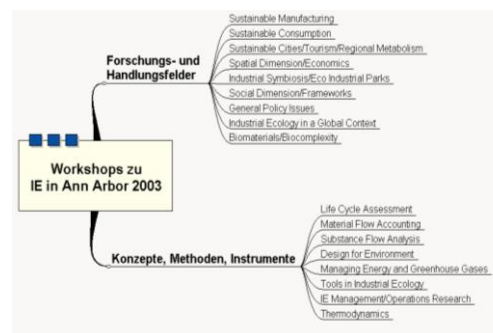 Sustainable Manufacturing
Sustainable Consumption
Sustainable Cities/Tourism/Regional Metabolism
Forschungs- und
Handlungsfelder
Spatial Dimension/Economics
Industrial Symbiosis/Eco Industrial Parks
Social Dimension/Frameworks
General Policy Issues
Industrial Ecology in a Global Context
Biomaterials/Biocomplexity
Workshops zu
IE in Ann Arbor 2003
Konzepte, Methoden, Instrumente
Life Cycle Assessment
Material Flow Accounting
Substance Flow Analysis
Design for Environment
Managing Energy and Greenhouse Gases
Tools in Industrial Ecology
IE Management/Operations Research
Thermodynamics